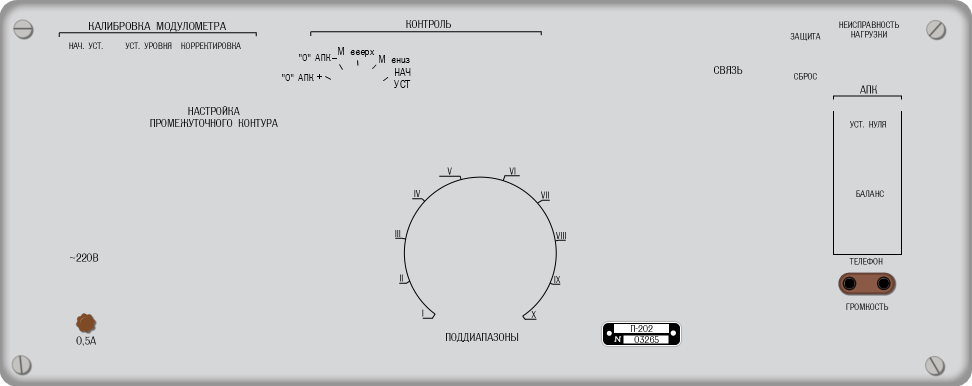 КАЛИБРОВКА МОДУЛОМЕТРА
НАЧ. УСТ. УСТ. УРОВНЯ КОРРЕКТИРОВКА
КОНТРОЛЬ
"0" АПК – М вверх М вниз
"0" АПК + НАЧ
УСТ
НАСТРОЙКА
ПРОМЕЖУТОЧНОГО КОНТУРА
СВЯЗЬ
ЗАЩИТА
СБРОС
НЕИСПРАВНОСТЬ
НАГРУЗКИ
АПК
УСТ. НУЛЯ
БАЛАНС
ТЕЛЕФОН
ГРОМКОСТЬ
~220В
0,5А
I
II
III
IV
V
VI
VII
VIII
IX
X
ПОДДИАПАЗОНЫ
П-202
N 03265